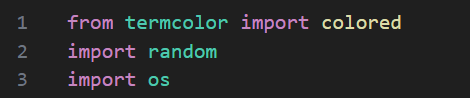 1 from termcolor import colored
2 import random
3 import os